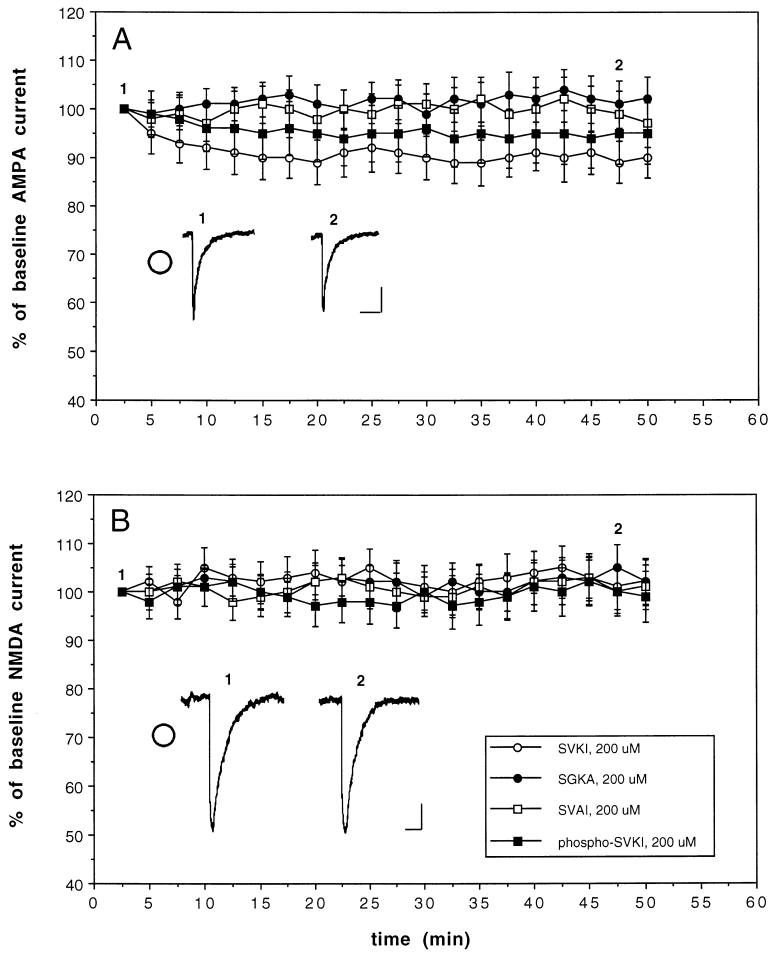 120
A
110
2
1
100
90
80
1 2
70
60
50
40
0 5 10 15 20 25 30 35 40 45 50 55 60
% of baseline AMPA current
120
B
110
2
1
100
90
80
1 2
70
60
50
40
SVKI, 200 uM
SGKA, 200 uM
SVAI, 200 uM
phospho-SVKI, 200 uM
0 5 10 15 20 25 30 35 40 45 50 55 60
% of baseline NMDA current
time (min)